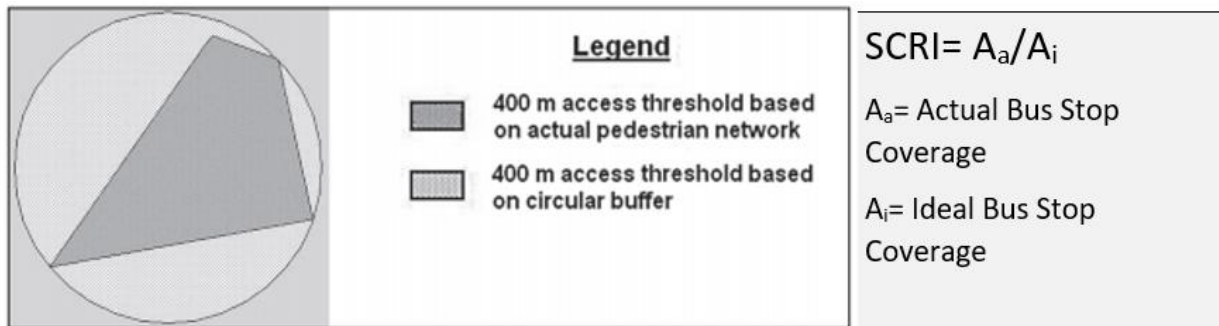 Legend
400 m access threshold based
on actual pedestrian network
400 m access threshold based
on circular buffer
SCRI= Aₐ/Aᵢ
Aₐ= Actual Bus Stop
Coverage
Aᵢ= Ideal Bus Stop
Coverage